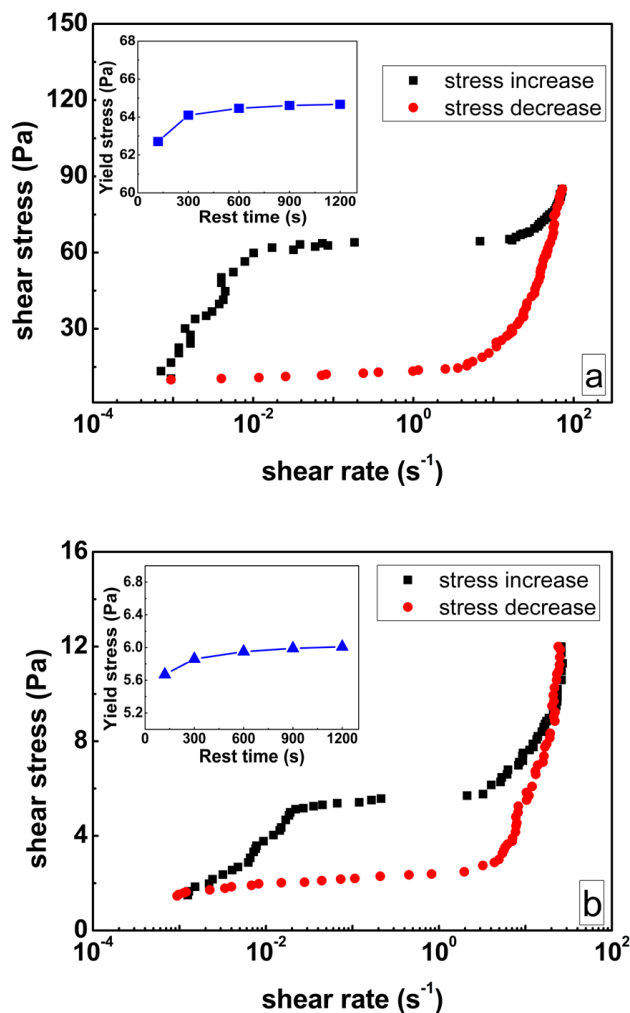 150
120
90
60
30
shear stress (Pa)
68
66
64
62
60
Yield stress (Pa)
0 300 600 900 1200
Rest time (s)
stress increase
stress decrease
a
10⁻⁴ 10⁻² 10⁰ 10²
shear rate (s⁻¹)
16
12
8
4
0
shear stress (Pa)
6.8
6.4
6.0
5.6
5.2
Yield stress (Pa)
0 300 600 900 1200
Rest time (s)
stress increase
stress decrease
b
10⁻⁴ 10⁻² 10⁰ 10²
shear rate (s⁻¹)